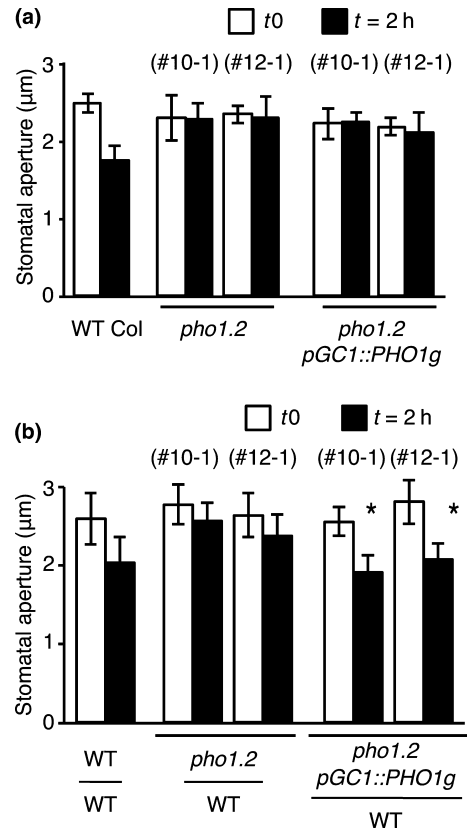 (a)
t0 t = 2 h
(#10-1) (#12-1) (#10-1) (#12-1)
Stomatal aperture (µm)
3
2
1
0
WT Col pho1.2 pho1.2
pGC1::PHO1g
(b)
t0 t = 2 h
(#10-1) (#12-1) (#10-1) (#12-1)
Stomatal aperture (µm)
3
2
1
0
* *
WT pho1.2 pho1.2
pGC1::PHO1g
WT WT WT